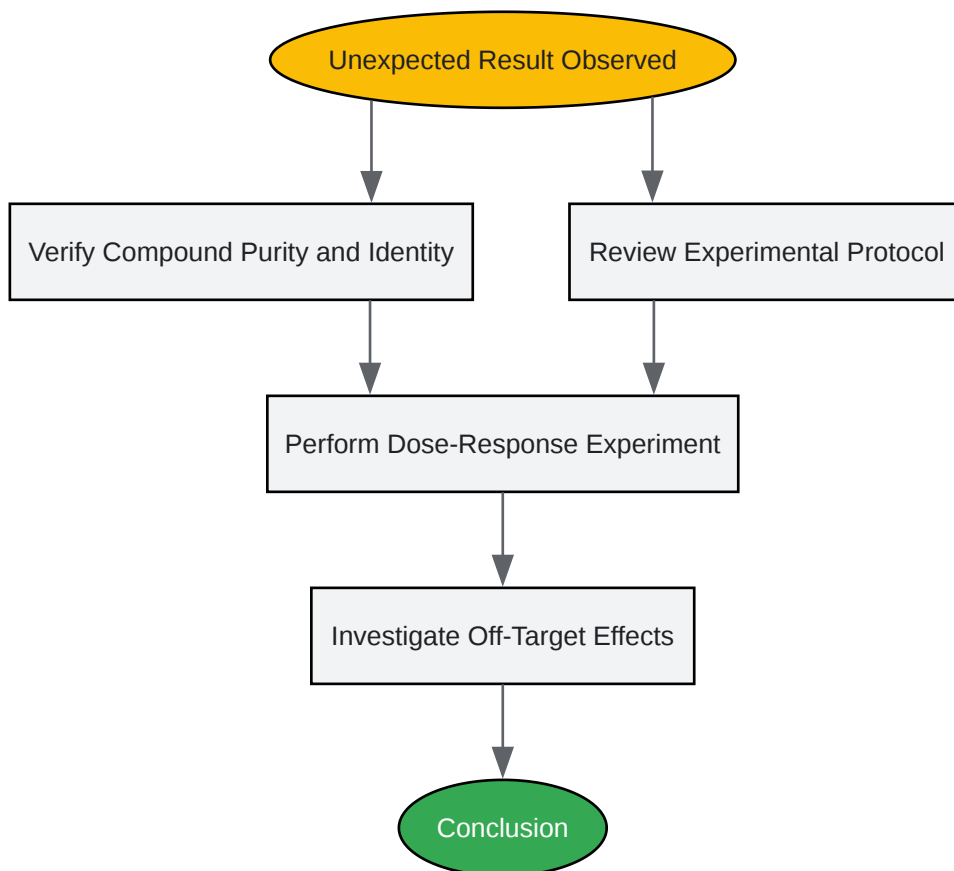 Unexpected Result Observed
Verify Compound Purity and Identity
Review Experimental Protocol
Perform Dose-Response Experiment
Investigate Off-Target Effects
Conclusion